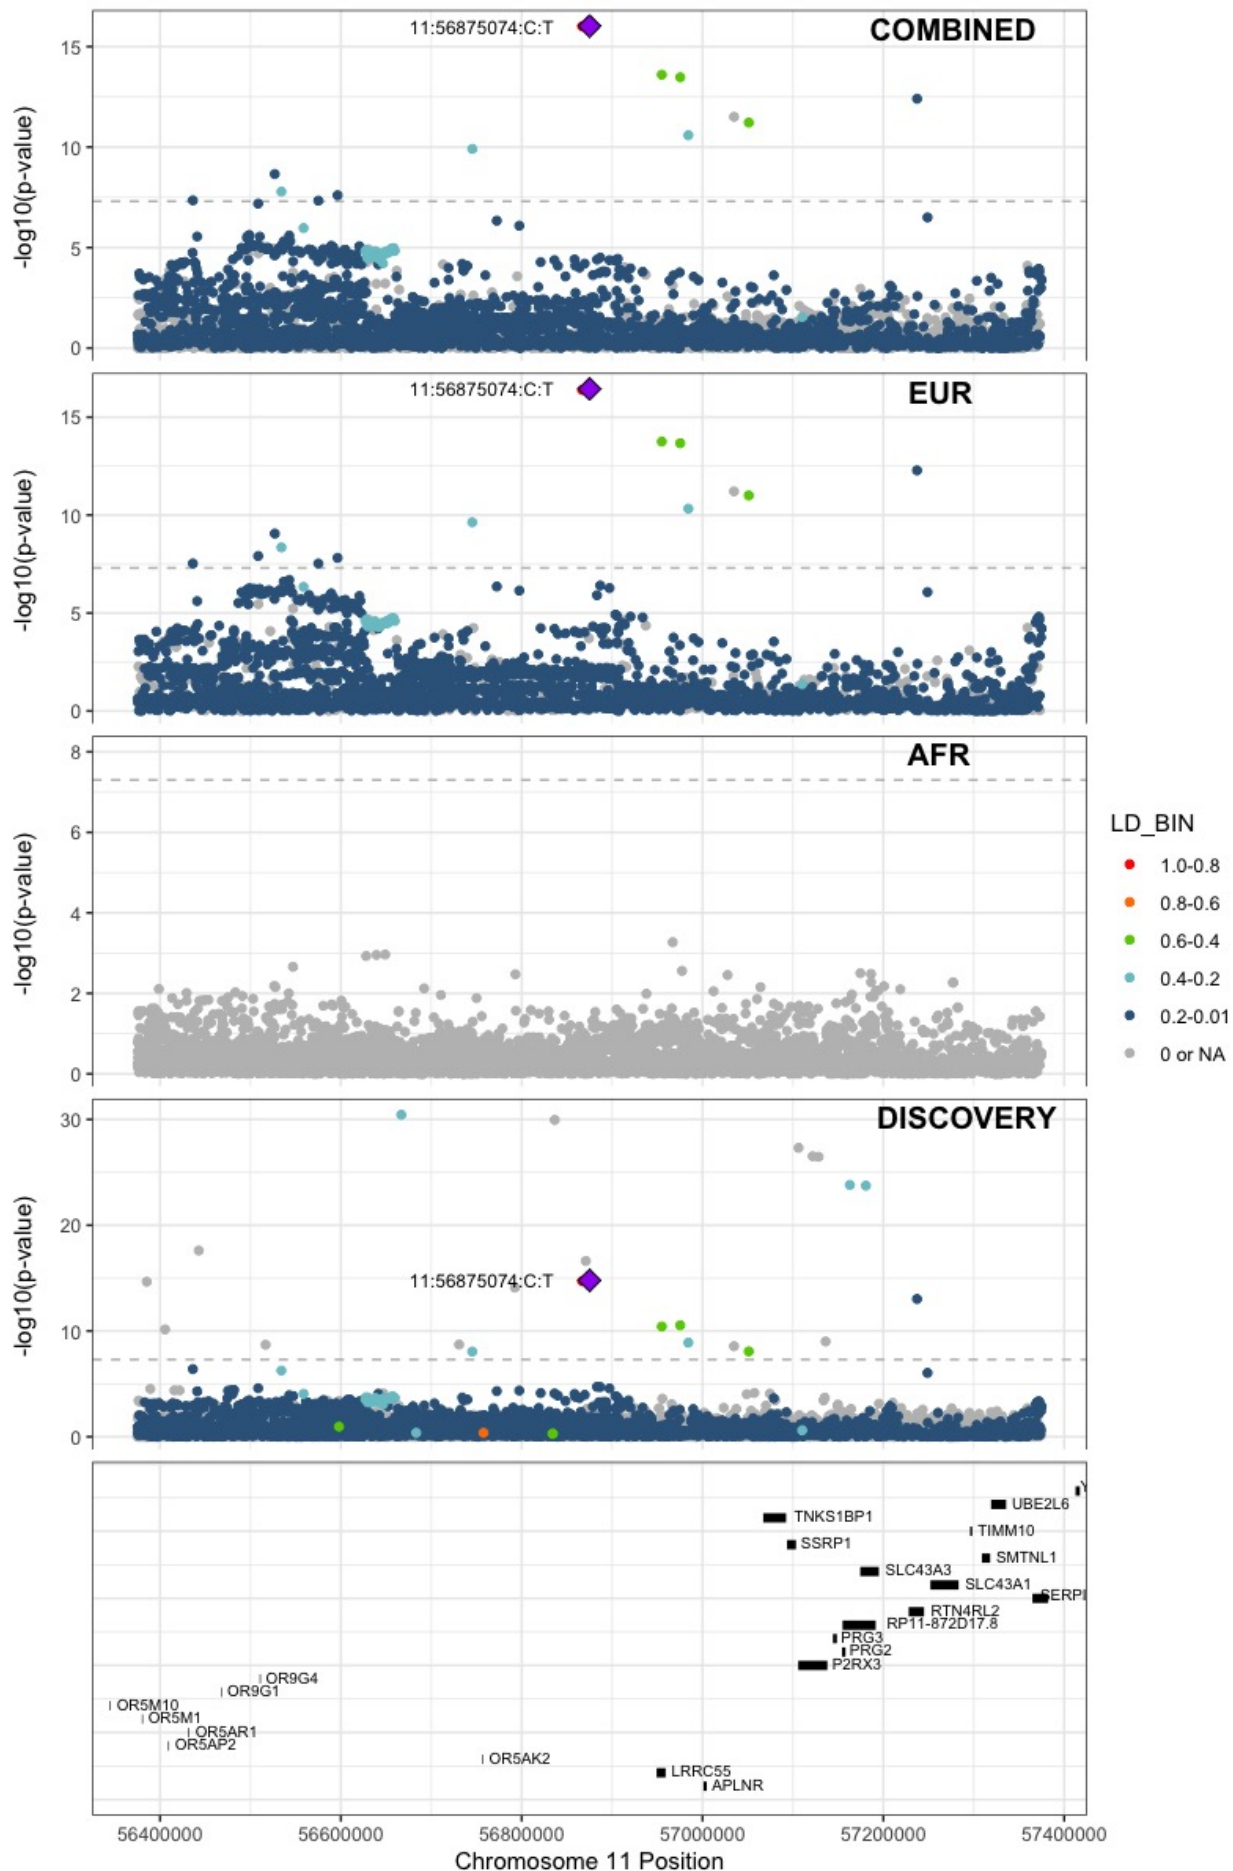 COMBINED
11:56875074:C:T
-log10(p-value)
15
10
5
0
EUR
11:56875074:C:T
-log10(p-value)
15
10
5
0
AFR
-log10(p-value)
8
6
4
2
0
LD_BIN
1.0-0.8
0.8-0.6
0.6-0.4
0.4-0.2
0.2-0.01
0 or NA
DISCOVERY
11:56875074:C:T
-log10(p-value)
30
20
10
0
UBE2L6
TNKS1BP1
TIMM10
SSRP1
SMTNL1
SLC43A3
SLC43A1
SERPI
RTN4RL2
RP11-872D17.8
PRG3
PRG2
P2RX3
OR9G4
OR9G1
OR5M10
OR5M1
OR5AR1
OR5AP2
OR5AK2
LRRC55
APLNR
56400000 56600000 56800000 57000000 57200000 57400000
Chromosome 11 Position